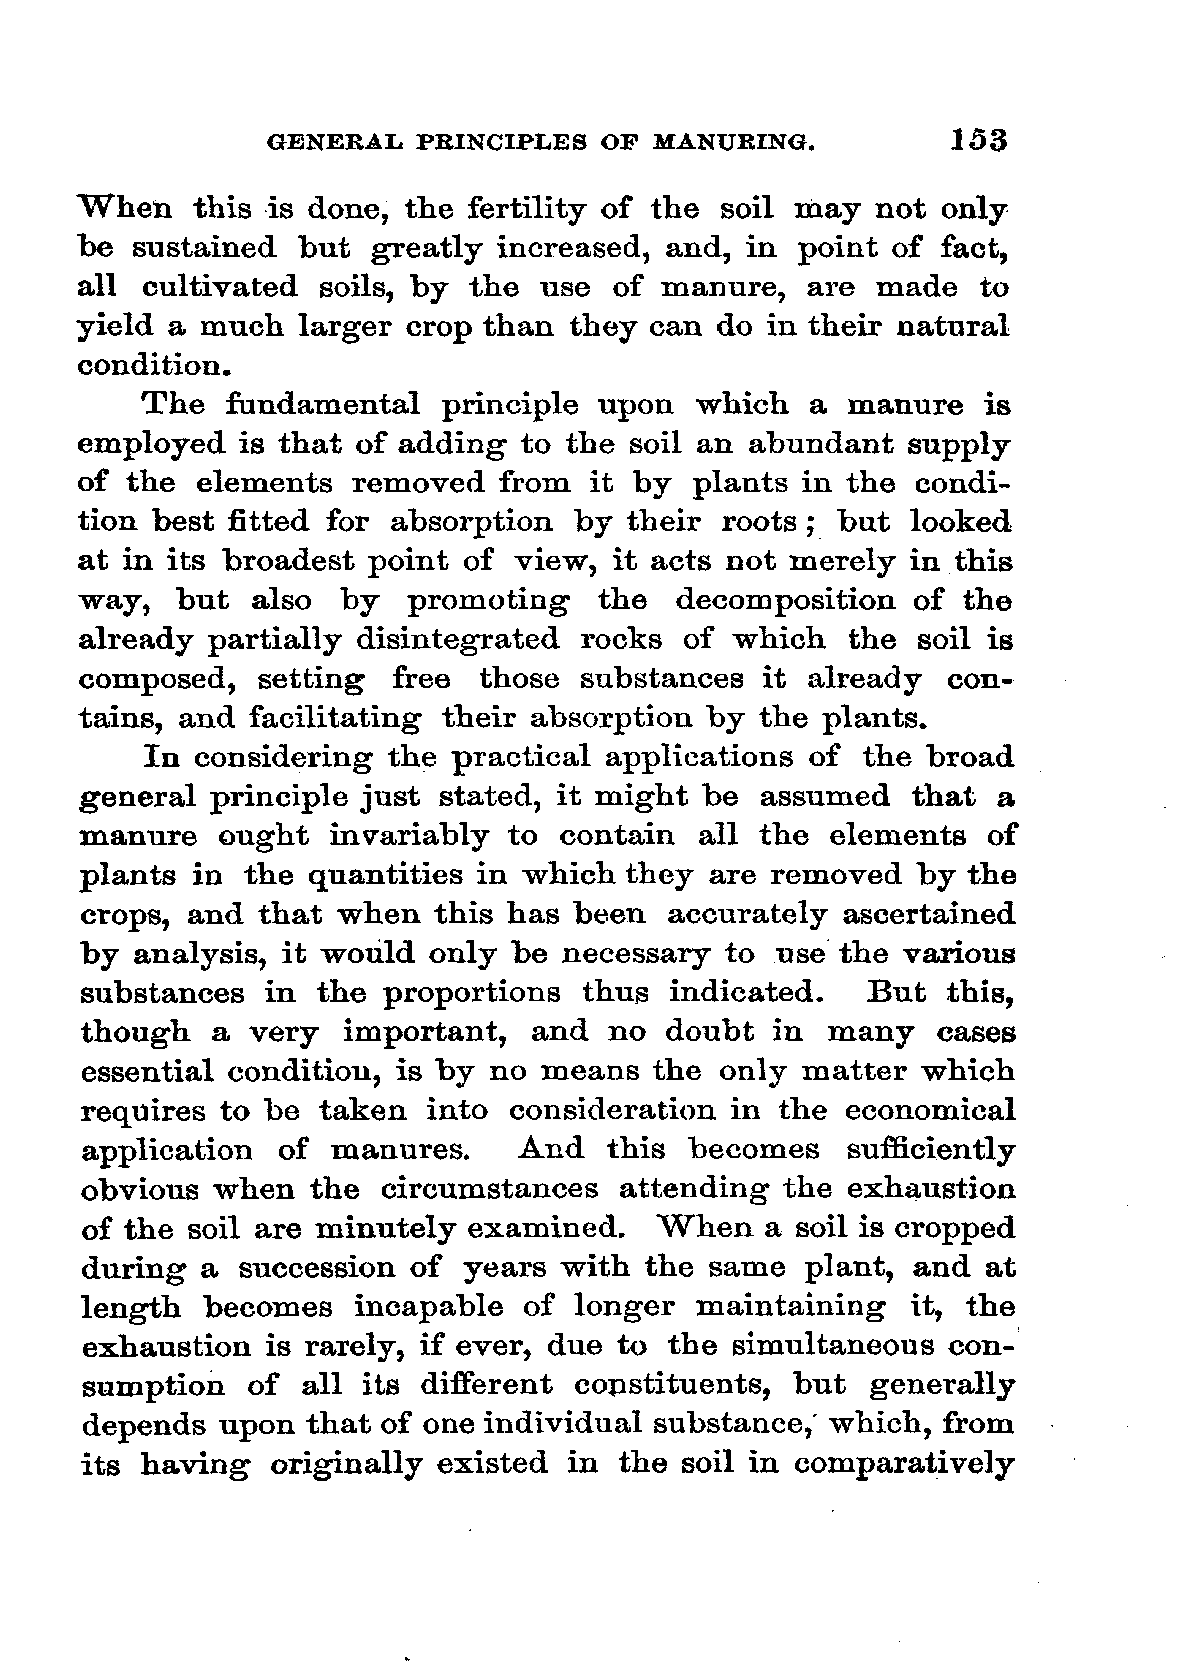 GENERAL PRINCIPLES OF MANURING. 153
When this is done, the fertility of the soil may not only
be sustained but greatly increased, and, in point of fact,
all cultivated soils, by the use of manure, are made to
yield a much larger crop than they can do in their natural
condition.
The fundamental principle upon which a manure is
employed is that of adding to the soil an abundant supply
of the elements removed from it by plants in the condi-
tion best fitted for absorption by their roots; but looked
at in its broadest point of view, it acts not merely in this
way, but also by promoting the decomposition of the
already partially disintegrated rocks of which the soil is
composed, setting free those substances it already con-
tains, and facilitating their absorption by the plants.
In considering the practical applications of the broad
general principle just stated, it might be assumed that a
manure ought invariably to contain all the elements of
plants in the quantities in which they are removed by the
crops, and that when this has been accurately ascertained
by analysis, it would only be necessary to use the various
substances in the proportions thus indicated. But this,
though a very important, and no doubt in many cases
essential condition, is by no means the only matter which
requires to be taken into consideration in the economical
application of manures. And this becomes sufficiently
obvious when the circumstances attending the exhaustion
of the soil are minutely examined. When a soil is cropped
during a succession of years with the same plant, and at
length becomes incapable of longer maintaining it, the
exhaustion is rarely, if ever, due to the simultaneous con-
sumption of all its different constituents, but generally
depends upon that of one individual substance, which, from
its having originally existed in the soil in comparatively